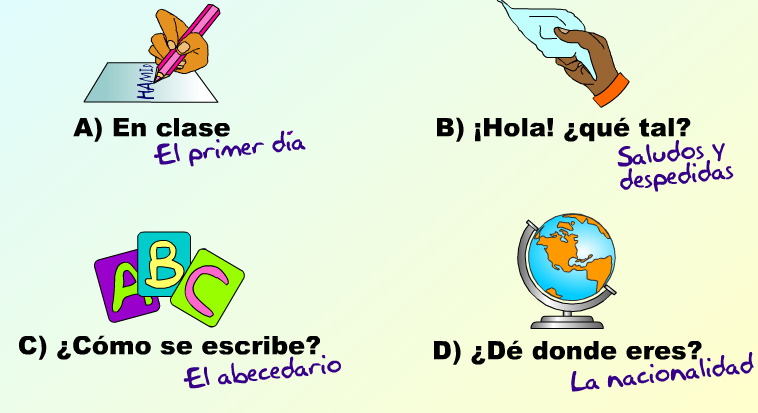 HAMID
A) En clase
El primer día
B) ¡Hola! ¿qué tal?
Saludos y
despedidas
A B C
C) ¿Cómo se escribe?
El abecedario
D) ¿Dé donde eres?
La nacionalidad